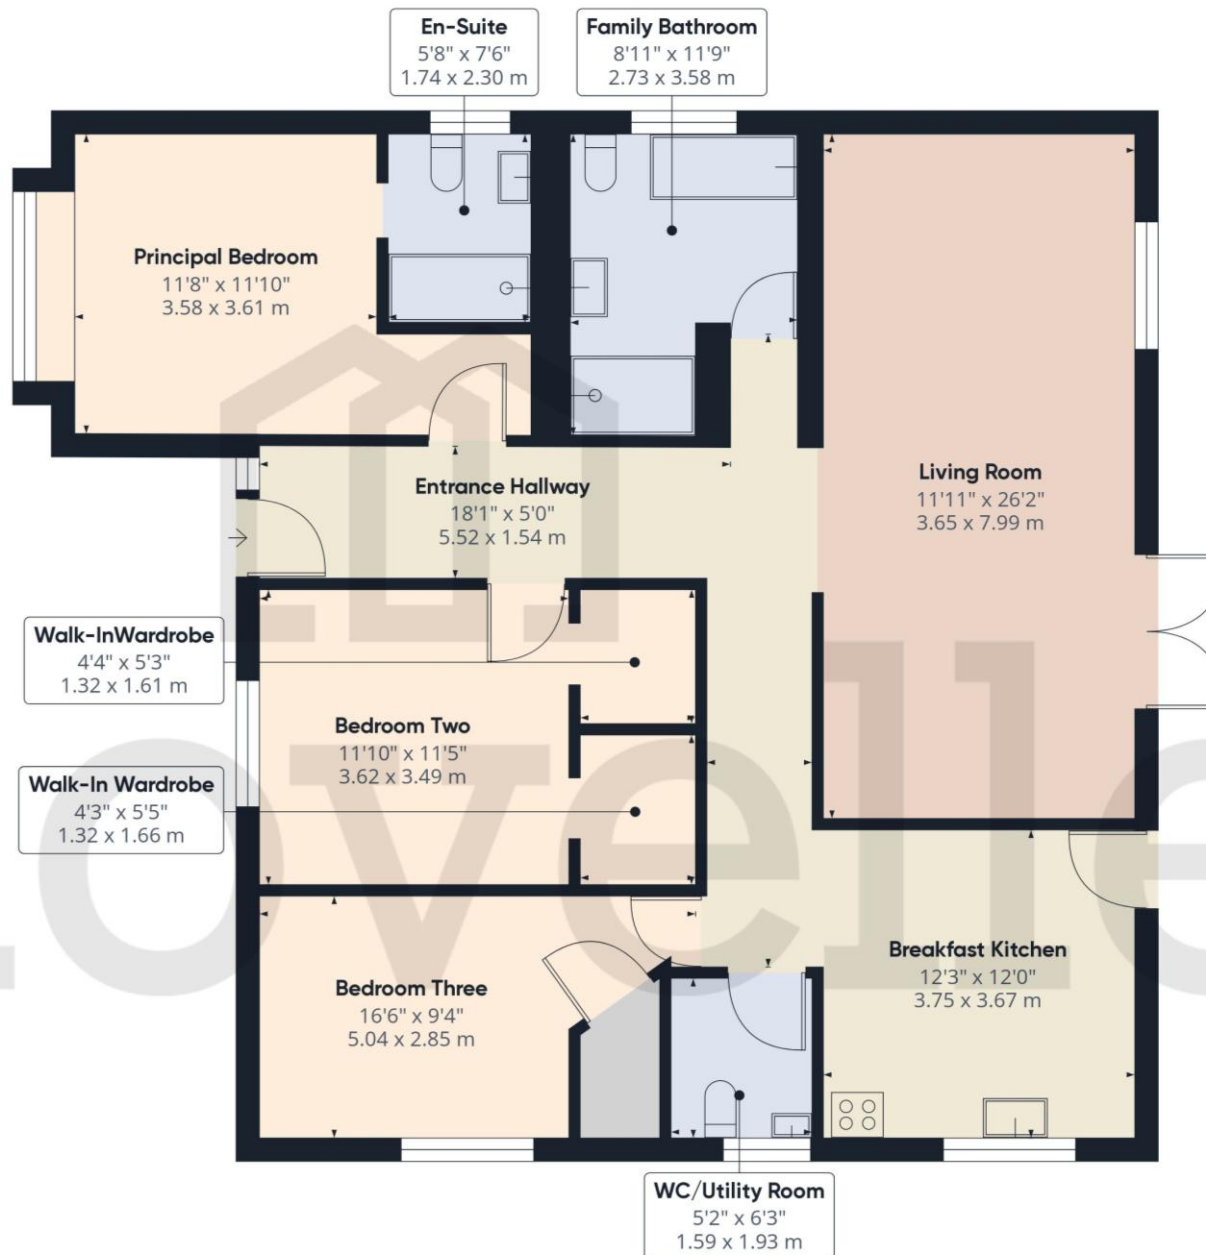 En-Suite
5'8" x 7'6"
1.74 x 2.30 m
Family Bathroom
8'11" x 11'9"
2.73 x 3.58 m
Principal Bedroom
11'8" x 11'10"
3.58 x 3.61 m
Living Room
11'11" x 26'2"
3.65 x 7.99 m
Entrance Hallway
18'1" x 5'0"
5.52 x 1.54 m
Walk-InWardrobe
4'4" x 5'3"
1.32 x 1.61 m
Bedroom Two
11'10" x 11'5"
3.62 x 3.49 m
Walk-In Wardrobe
4'3" x 5'5"
1.32 x 1.66 m
Breakfast Kitchen
12'3" x 12'0"
3.75 x 3.67 m
Bedroom Three
16'6" x 9'4"
5.04 x 2.85 m
WC/Utility Room
5'2" x 6'3"
1.59 x 1.93 m
Lovelle